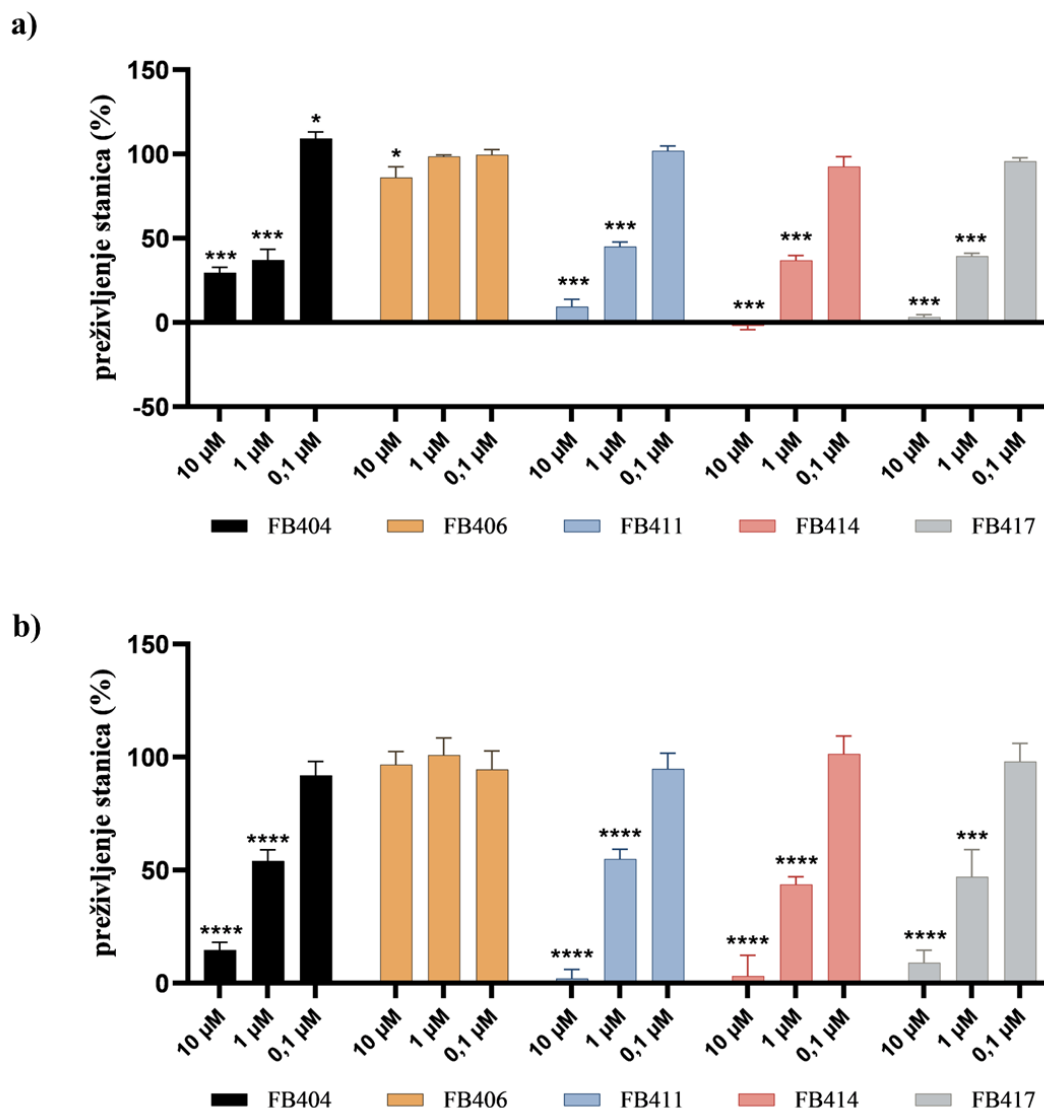 a)
preživljenje stanica (%)
150
100
50
0
-50
*** *** * * *** *** *** *** *** ***
10 µM 1 µM 0,1 µM 10 µM 1 µM 0,1 µM 10 µM 1 µM 0,1 µM 10 µM 1 µM 0,1 µM 10 µM 1 µM 0,1 µM
FB404 FB406 FB411 FB414 FB417
b)
preživljenje stanica (%)
150
100
50
0
**** **** **** **** **** **** **** ***
10 µM 1 µM 0,1 µM 10 µM 1 µM 0,1 µM 10 µM 1 µM 0,1 µM 10 µM 1 µM 0,1 µM 10 µM 1 µM 0,1 µM
FB404 FB406 FB411 FB414 FB417